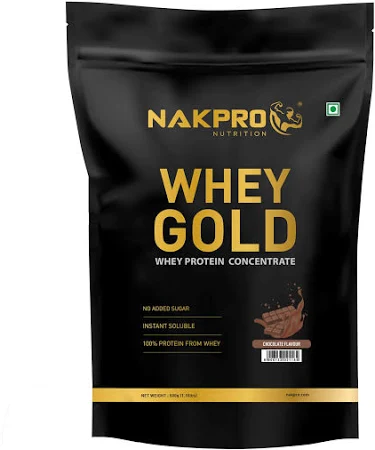 NAKPRO
NUTRITION
WHEY
GOLD
WHEY PROTEIN CONCENTRATE
NO ADDED SUGAR
INSTANT SOLUBLE
100% PROTEIN FROM WHEY
CHOCOLATE FLAVOUR